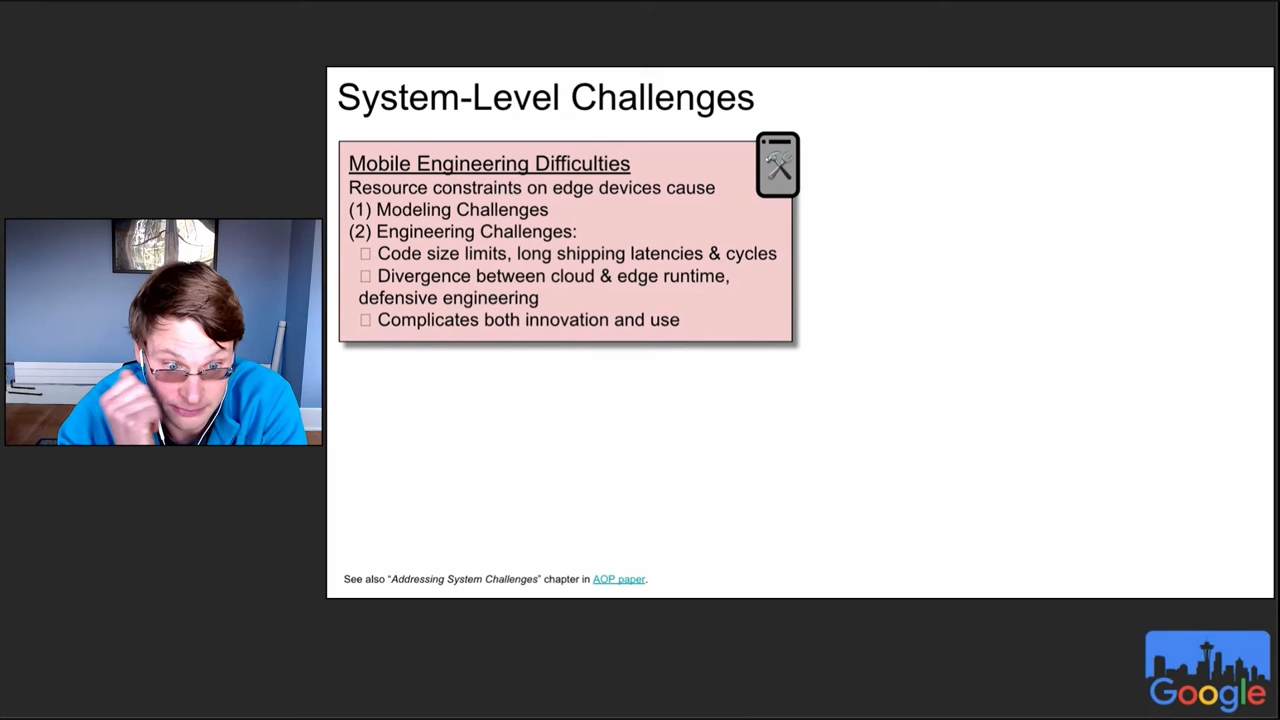 System-Level Challenges
Mobile Engineering Difficulties
Resource constraints on edge devices cause
(1) Modeling Challenges
(2) Engineering Challenges:
Code size limits, long shipping latencies & cycles
Divergence between cloud & edge runtime,
defensive engineering
Complicates both innovation and use
See also “Addressing System Challenges” chapter in AOP paper.
Google